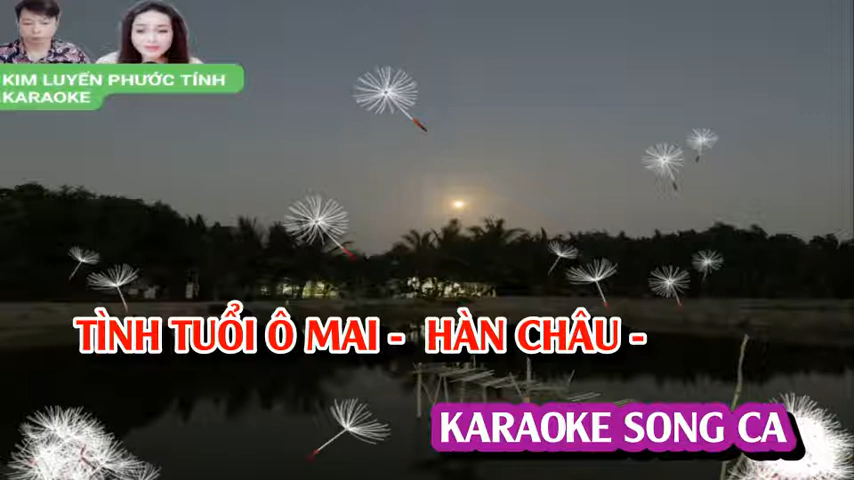 KIM LUYẾN PHƯỚC TÍNH
KARAOKE
TÌNH TUỔI Ô MAI - HÀN CHÂU -
KARAOKE SONG CA